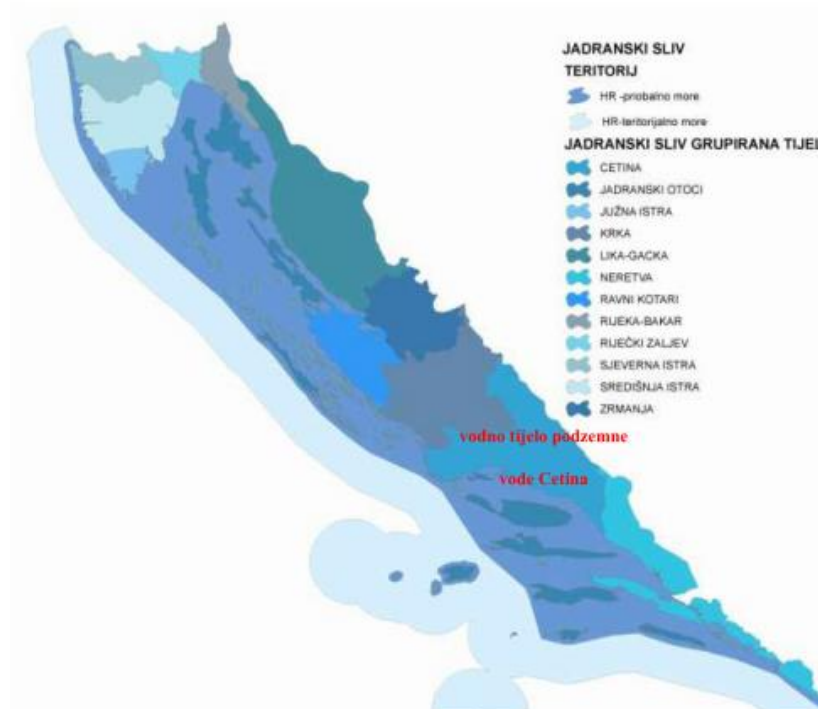 JADRANSKI SLIV
TERITORIJ
HR -priobalno more
HR-teritorijalno more
JADRANSKI SLIV GRUPIRANA TIJEL
CETINA
JADRANSKI OTOCI
JUŽNA ISTRA
KRKA
LIKA-GACKA
NERETVA
RAVNI KOTARI
RIJEKA-BAKAR
RIJEČKI ZALJEV
SJEVERNA ISTRA
SREDIŠNJA ISTRA
ZRMANJA
vodno tijelo podzemne
vode Cetina